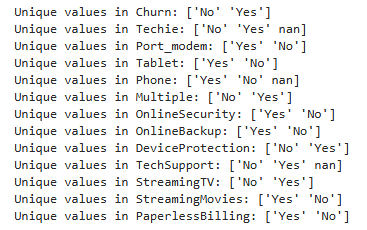 Unique values in Churn: ['No' 'Yes']
Unique values in Techie: ['No' 'Yes' nan]
Unique values in Port_modem: ['Yes' 'No']
Unique values in Tablet: ['Yes' 'No']
Unique values in Phone: ['Yes' 'No' nan]
Unique values in Multiple: ['No' 'Yes']
Unique values in OnlineSecurity: ['Yes' 'No']
Unique values in OnlineBackup: ['Yes' 'No']
Unique values in DeviceProtection: ['No' 'Yes']
Unique values in TechSupport: ['No' 'Yes' nan]
Unique values in StreamingTV: ['No' 'Yes']
Unique values in StreamingMovies: ['Yes' 'No']
Unique values in PaperlessBilling: ['Yes' 'No']